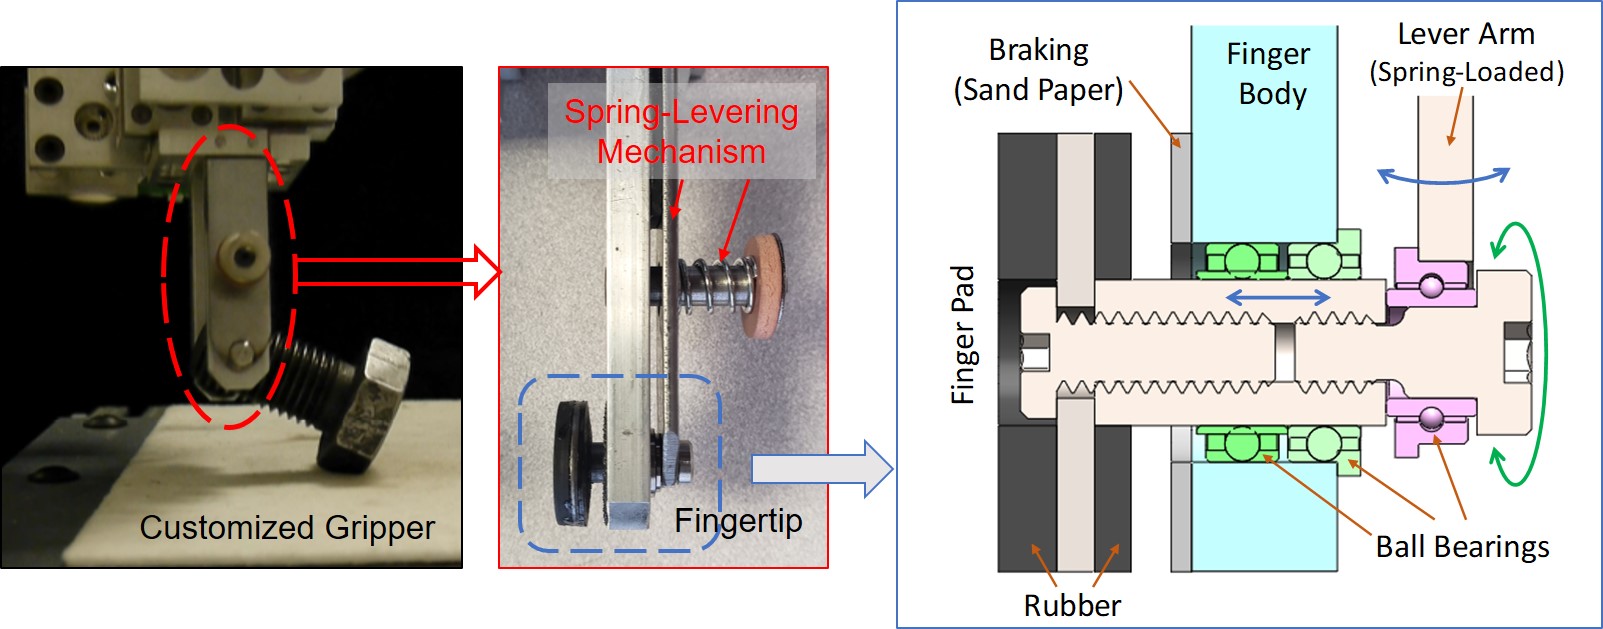 Customized Gripper
Spring-Levering
Mechanism
Fingertip
Braking
(Sand Paper)
Finger
Body
Lever Arm
(Spring-Loaded)
Finger Pad
Ball Bearings
Rubber